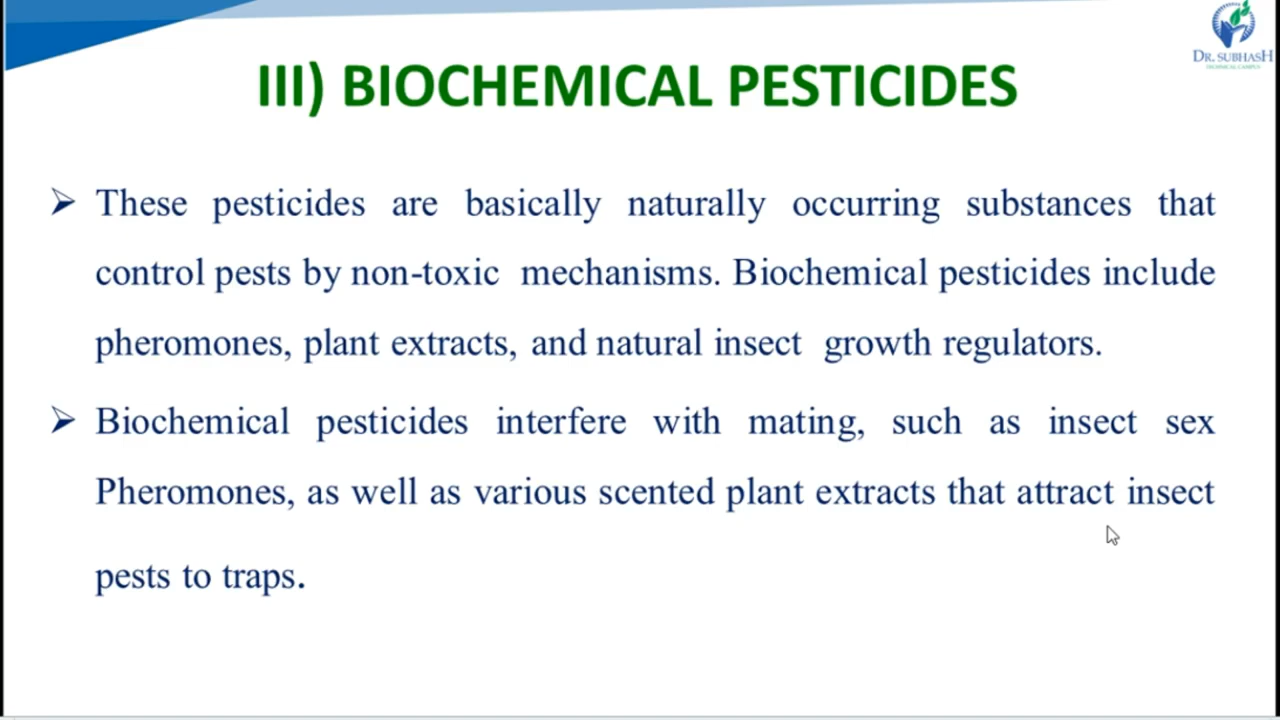 DR. SUBHASH
TECHNICAL CAMPUS
III) BIOCHEMICAL PESTICIDES
➢ These pesticides are basically naturally occurring substances that
control pests by non-toxic mechanisms. Biochemical pesticides include
pheromones, plant extracts, and natural insect growth regulators.
➢ Biochemical pesticides interfere with mating, such as insect sex
Pheromones, as well as various scented plant extracts that attract insect
pests to traps.